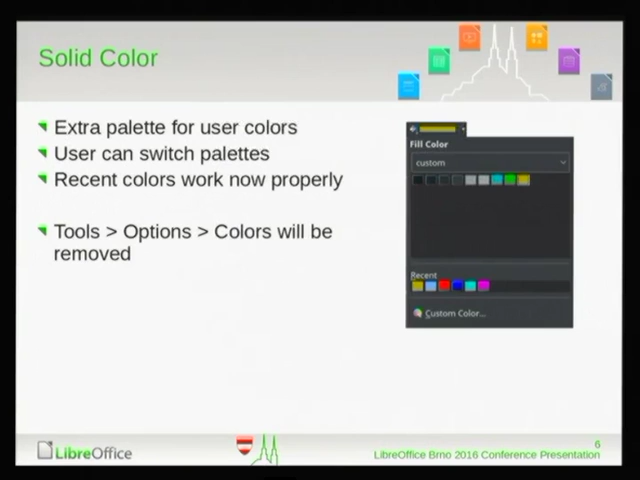 Solid Color
Extra palette for user colors
User can switch palettes
Recent colors work now properly
Tools > Options > Colors will be
removed
Fill Color
custom
Recent
Custom Color...
LibreOffice
6
LibreOffice Brno 2016 Conference Presentation